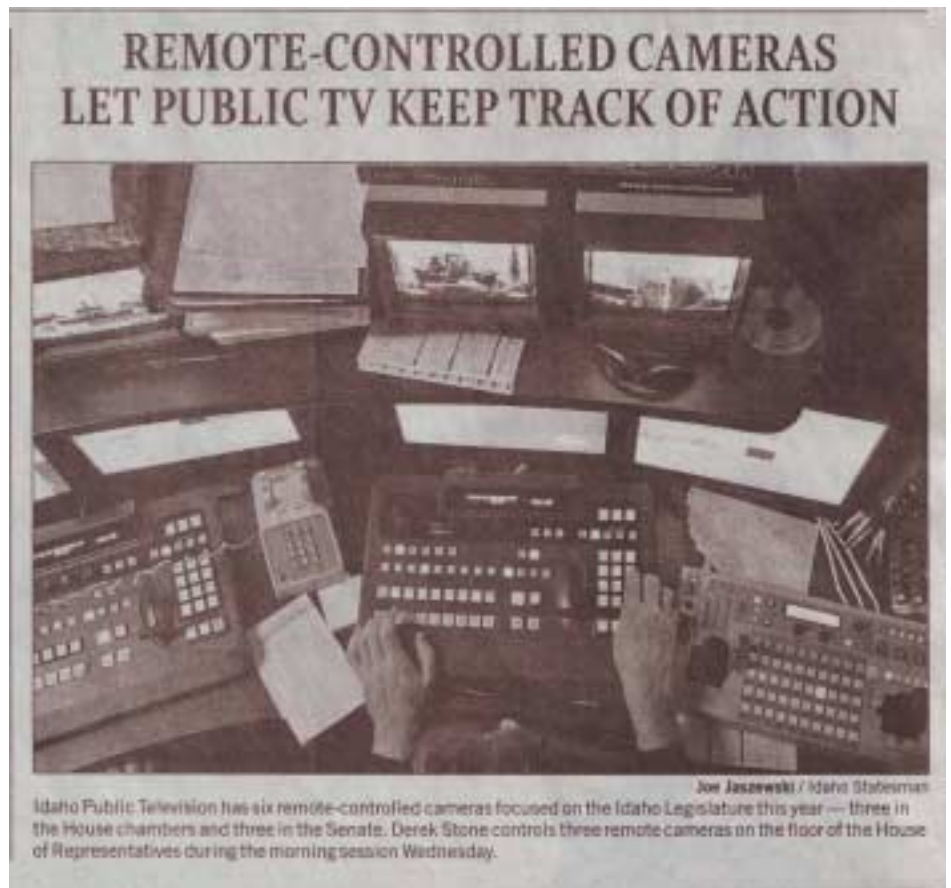 REMOTE-CONTROLLED CAMERAS
LET PUBLIC TV KEEP TRACK OF ACTION
Joe Jaszewski / Idaho Statesman
Idaho Public Television has six remote-controlled cameras focused on the Idaho Legislature this year — three in
the House chambers and three in the Senate. Derek Stone controls three remote cameras on the floor of the House
of Representatives during the morning session Wednesday.